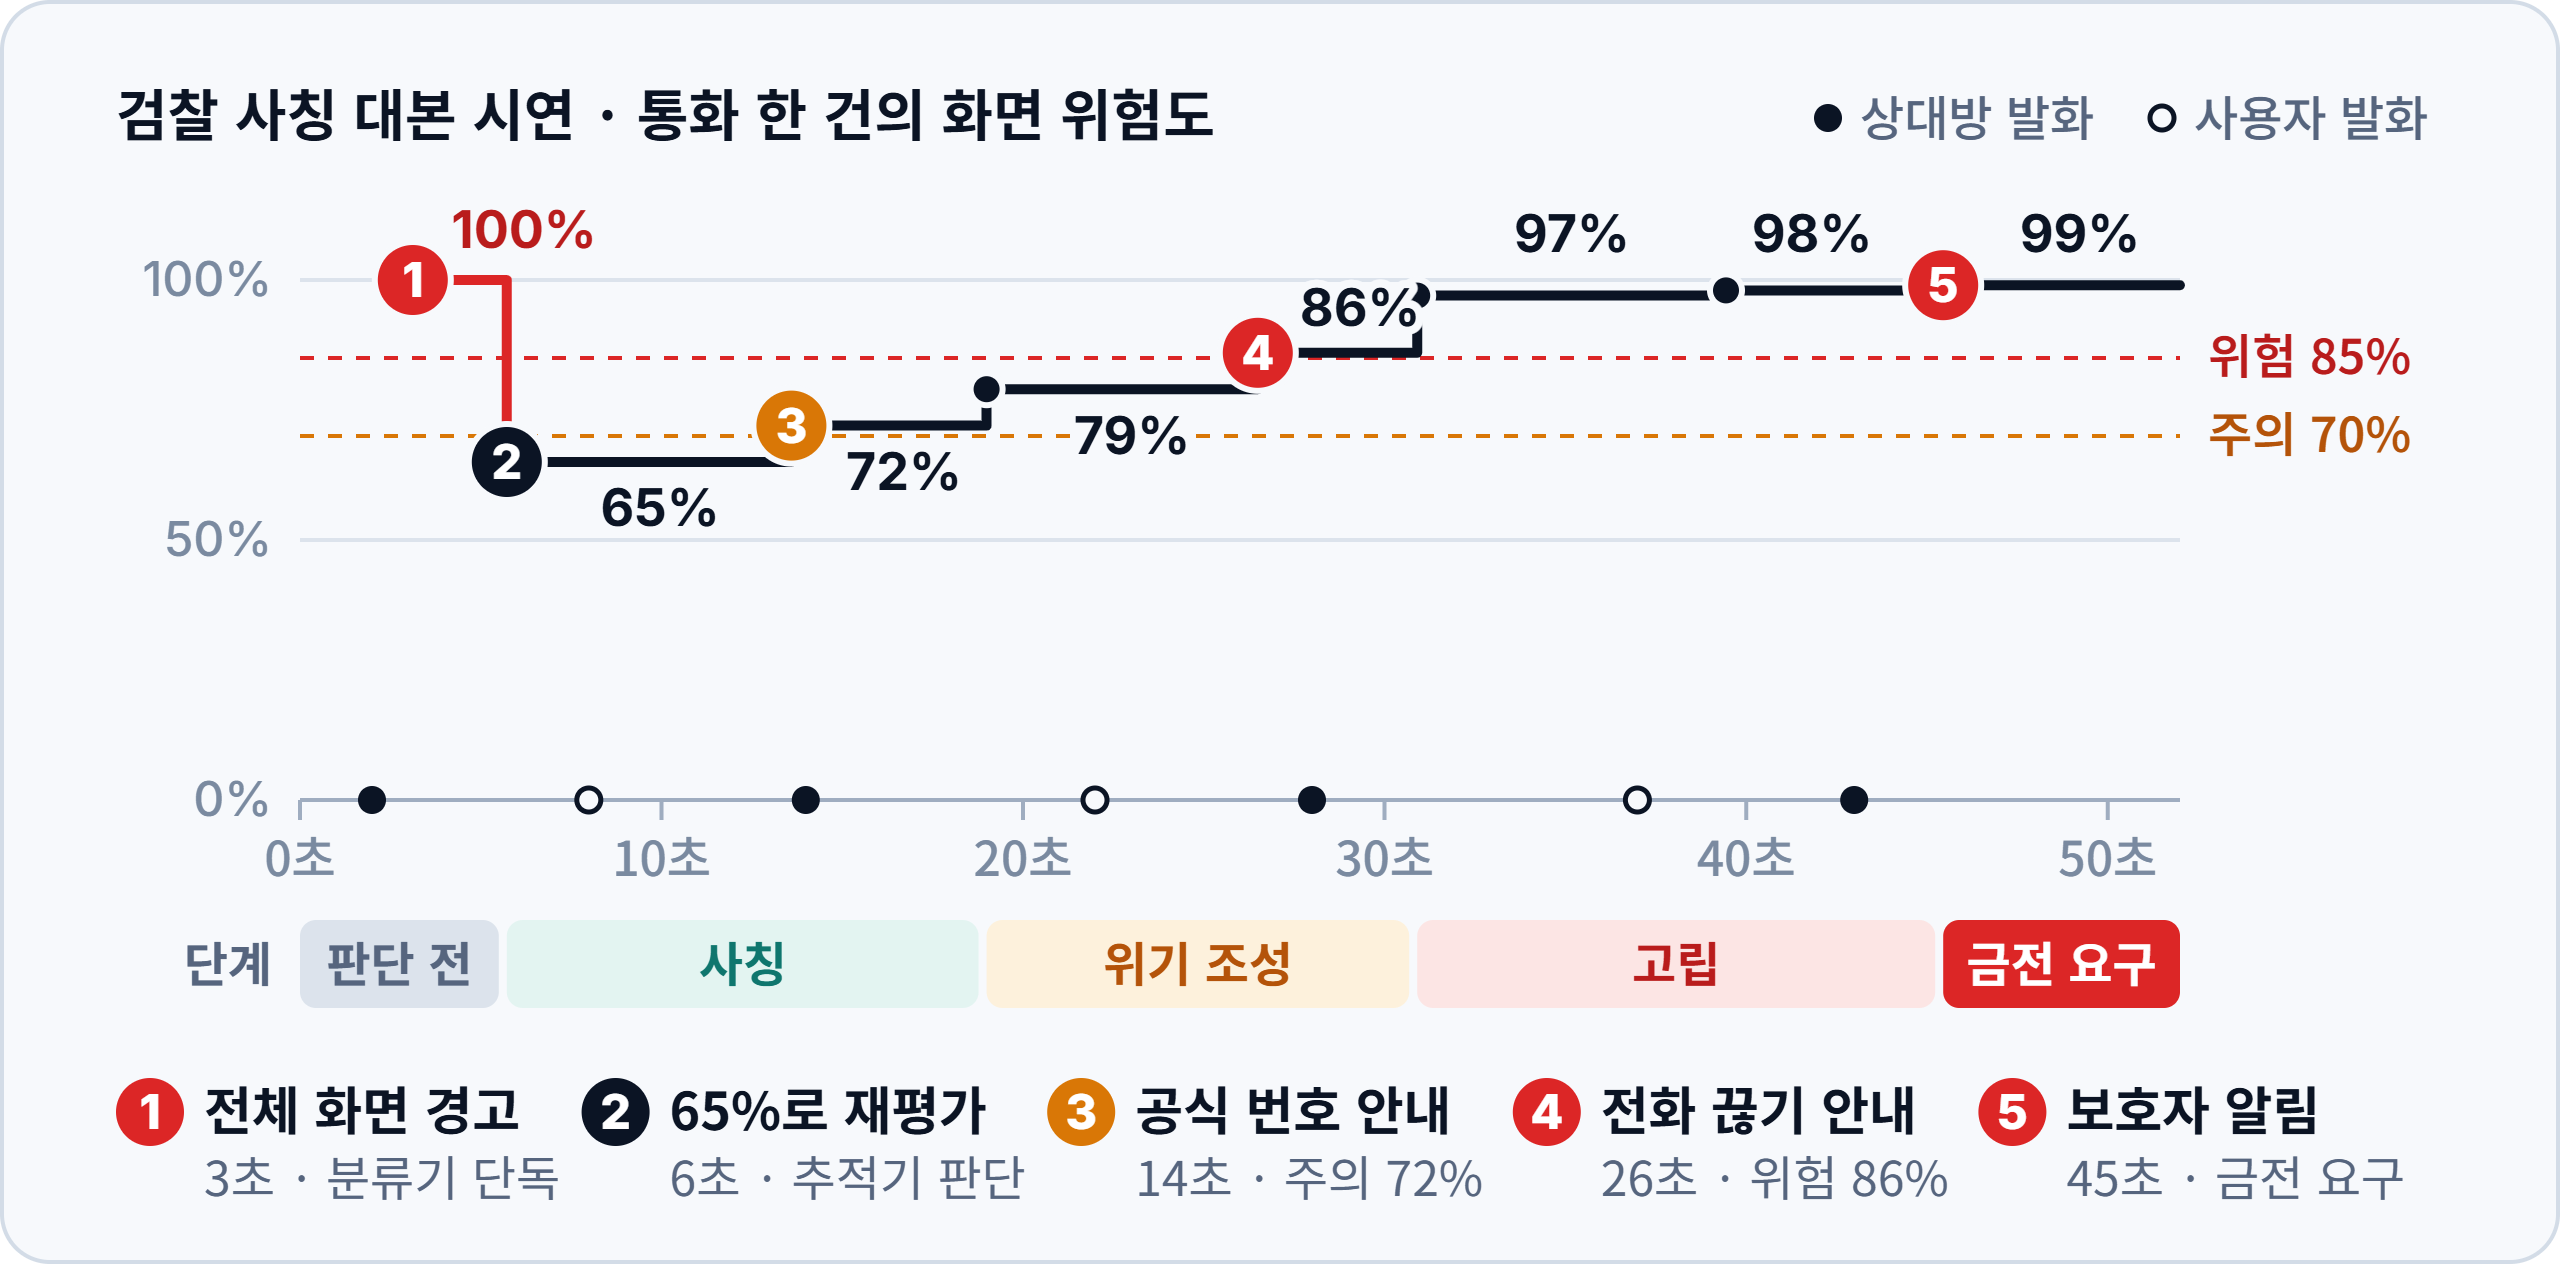 검찰 사칭 대본 시연 · 통화 한 건의 화면 위험도
상대방 발화
사용자 발화
100%
97%
98%
99%
100%
1
5
86%
위험 85%
4
79%
주의 70%
3
72%
2
65%
50%
0%
0초
10초
20초
30초
40초
50초
단계
판단 전
사칭
위기 조성
고립
금전 요구
1 전체 화면 경고
3초 · 분류기 단독
2 65%로 재평가
6초 · 추적기 판단
3 공식 번호 안내
14초 · 주의 72%
4 전화 끊기 안내
26초 · 위험 86%
5 보호자 알림
45초 · 금전 요구